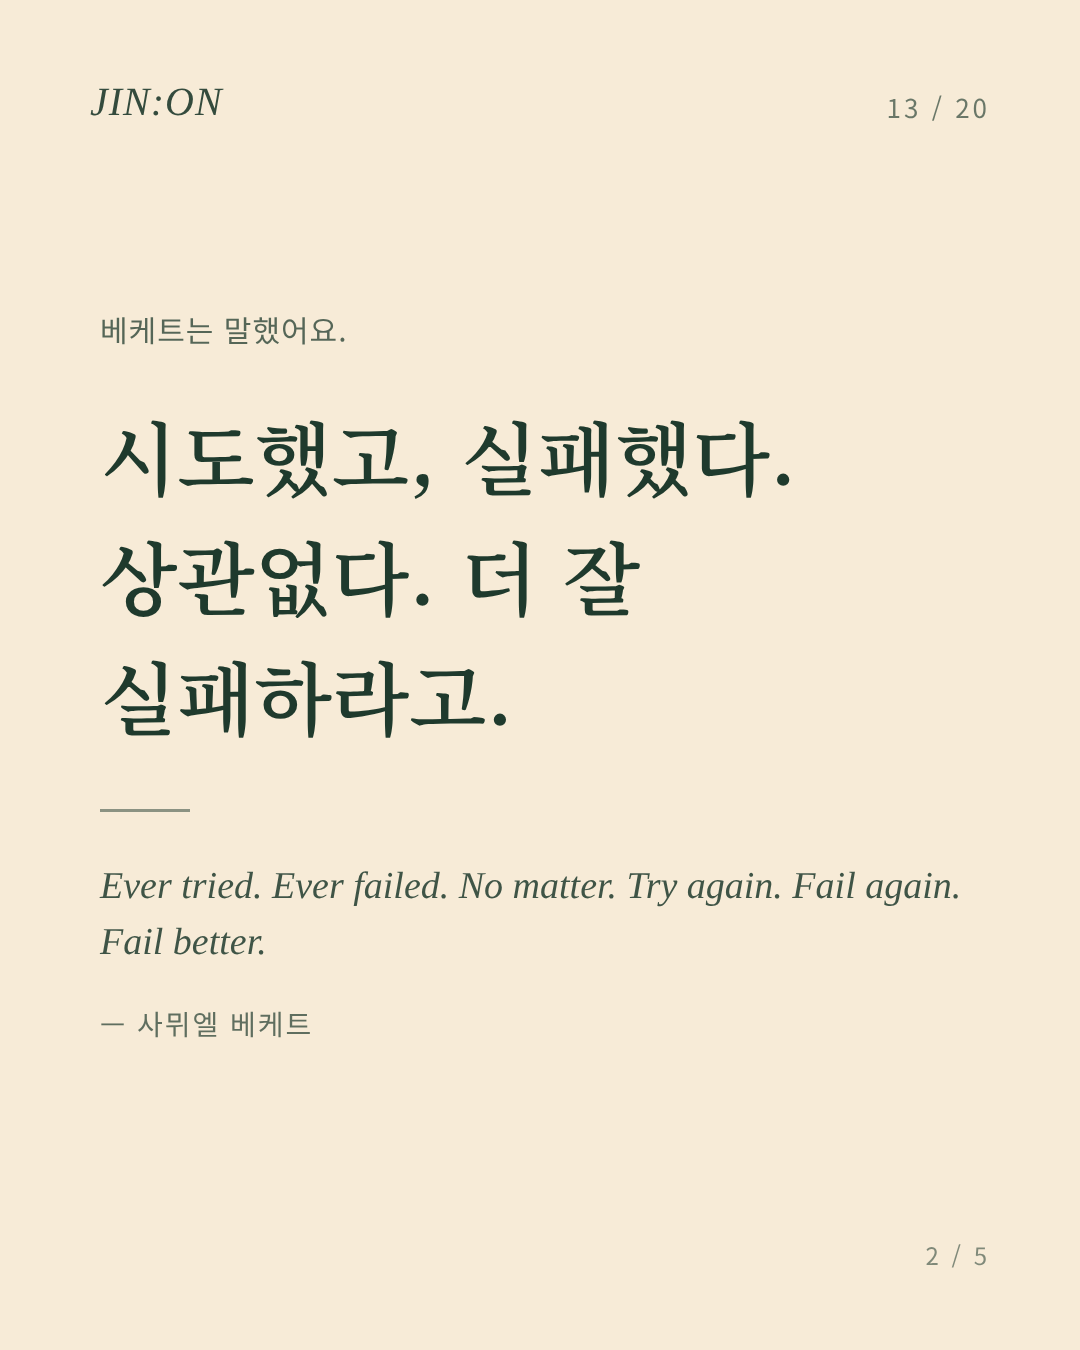 JIN:ON
13 / 20
베케트는 말했어요.
시도했고, 실패했다.
상관없다. 더 잘
실패하라고.
Ever tried. Ever failed. No matter. Try again. Fail again.
Fail better.
— 사뮈엘 베케트
2 / 5